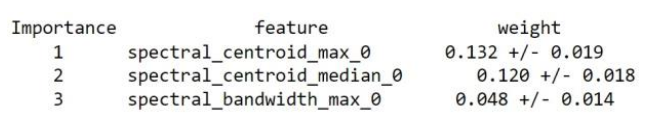 Importance feature weight
1 spectral_centroid_max_0 0.132 +/- 0.019
2 spectral_centroid_median_0 0.120 +/- 0.018
3 spectral_bandwidth_max_0 0.048 +/- 0.014